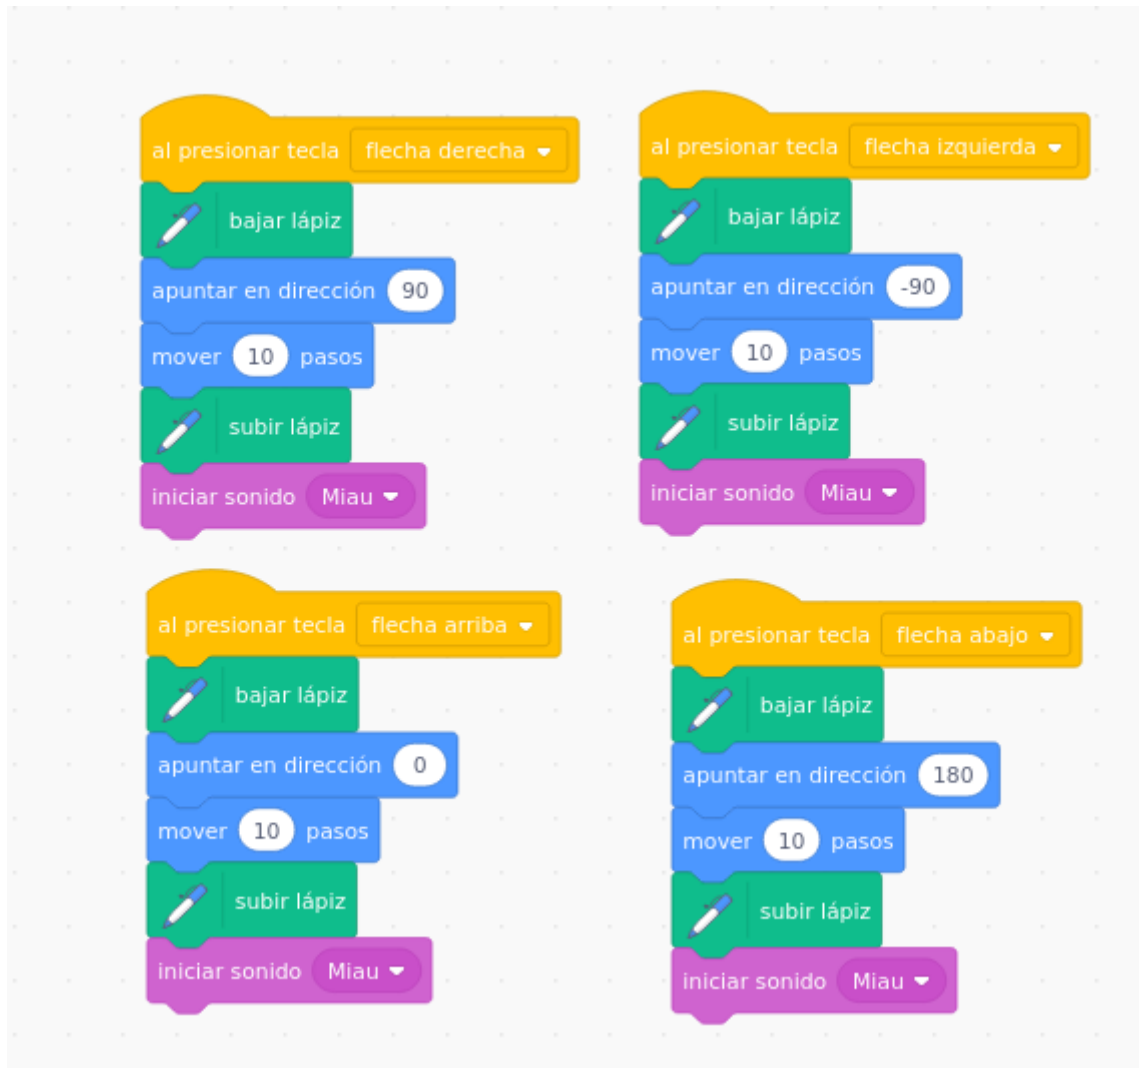 al presionar tecla flecha derecha
bajar lápiz
apuntar en dirección 90
mover 10 pasos
subir lápiz
iniciar sonido Miau
al presionar tecla flecha izquierda
bajar lápiz
apuntar en dirección -90
mover 10 pasos
subir lápiz
iniciar sonido Miau
al presionar tecla flecha arriba
bajar lápiz
apuntar en dirección 0
mover 10 pasos
subir lápiz
iniciar sonido Miau
al presionar tecla flecha abajo
bajar lápiz
apuntar en dirección 180
mover 10 pasos
subir lápiz
iniciar sonido Miau